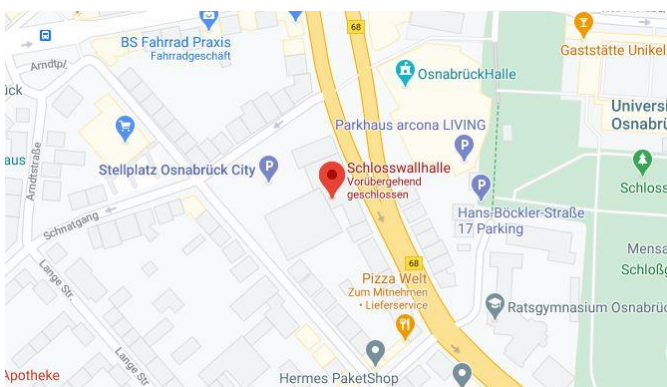 68
BS Fahrrad Praxis
Fahrradgeschäft
Gaststätte Unikel
Arndtpl.
OsnabrückHalle
ick
Universi
Osnabrü
Parkhaus arcona LIVING
aus
Stellplatz Osnabrück City
Schlosswallhalle
Vorübergehend
geschlossen
Arndtstraße
Schloss
Hans-Böckler-Straße
17 Parking
Schnatgang
Mensa
Schloßg
68
Lange Str.
Pizza Welt
Zum Mitnehmen
• Lieferservice
Ratsgymnasium Osnabrüc
Lange Str.
Apotheke
Hermes PaketShop